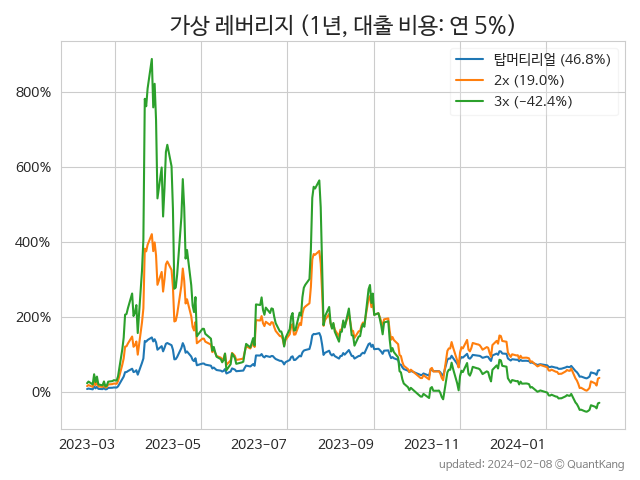 가상 레버리지 (1년, 대출 비용: 연 5%)
탑머티리얼 (46.8%)
2x (19.0%)
3x (−42.4%)
800%
600%
400%
200%
0%
2023−03 2023−05 2023−07 2023−09 2023−11 2024−01
updated: 2024-02-08 © QuantKang